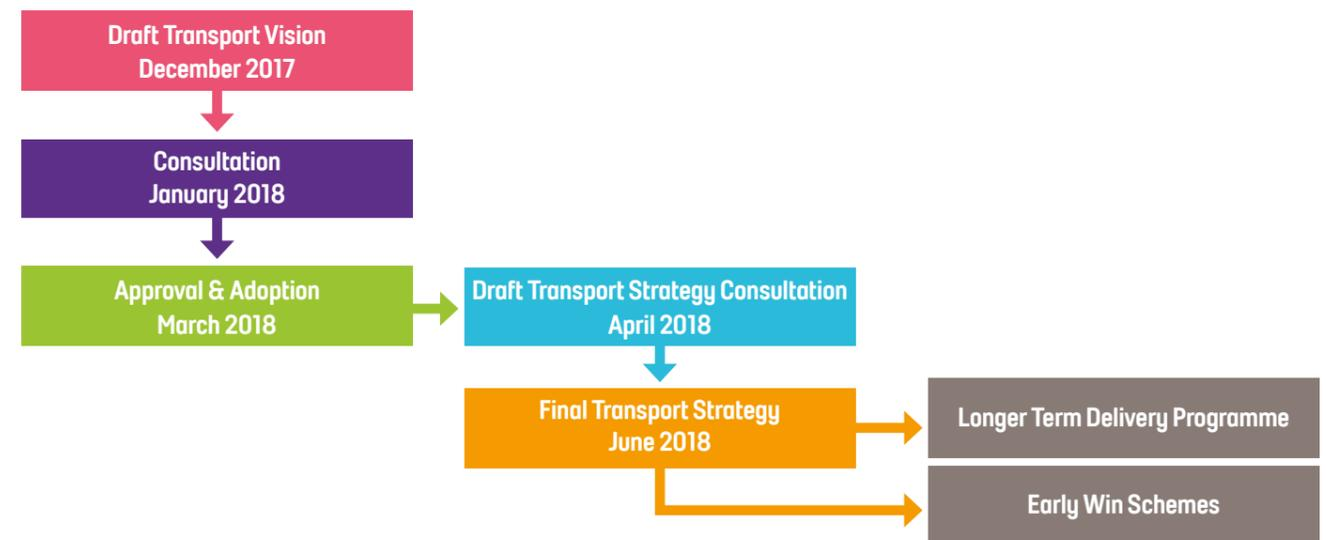 Draft Transport Vision
December 2017
Consultation
January 2018
Approval & Adoption
March 2018
Draft Transport Strategy Consultation
April 2018
Final Transport Strategy
June 2018
Longer Term Delivery Programme
Early Win Schemes